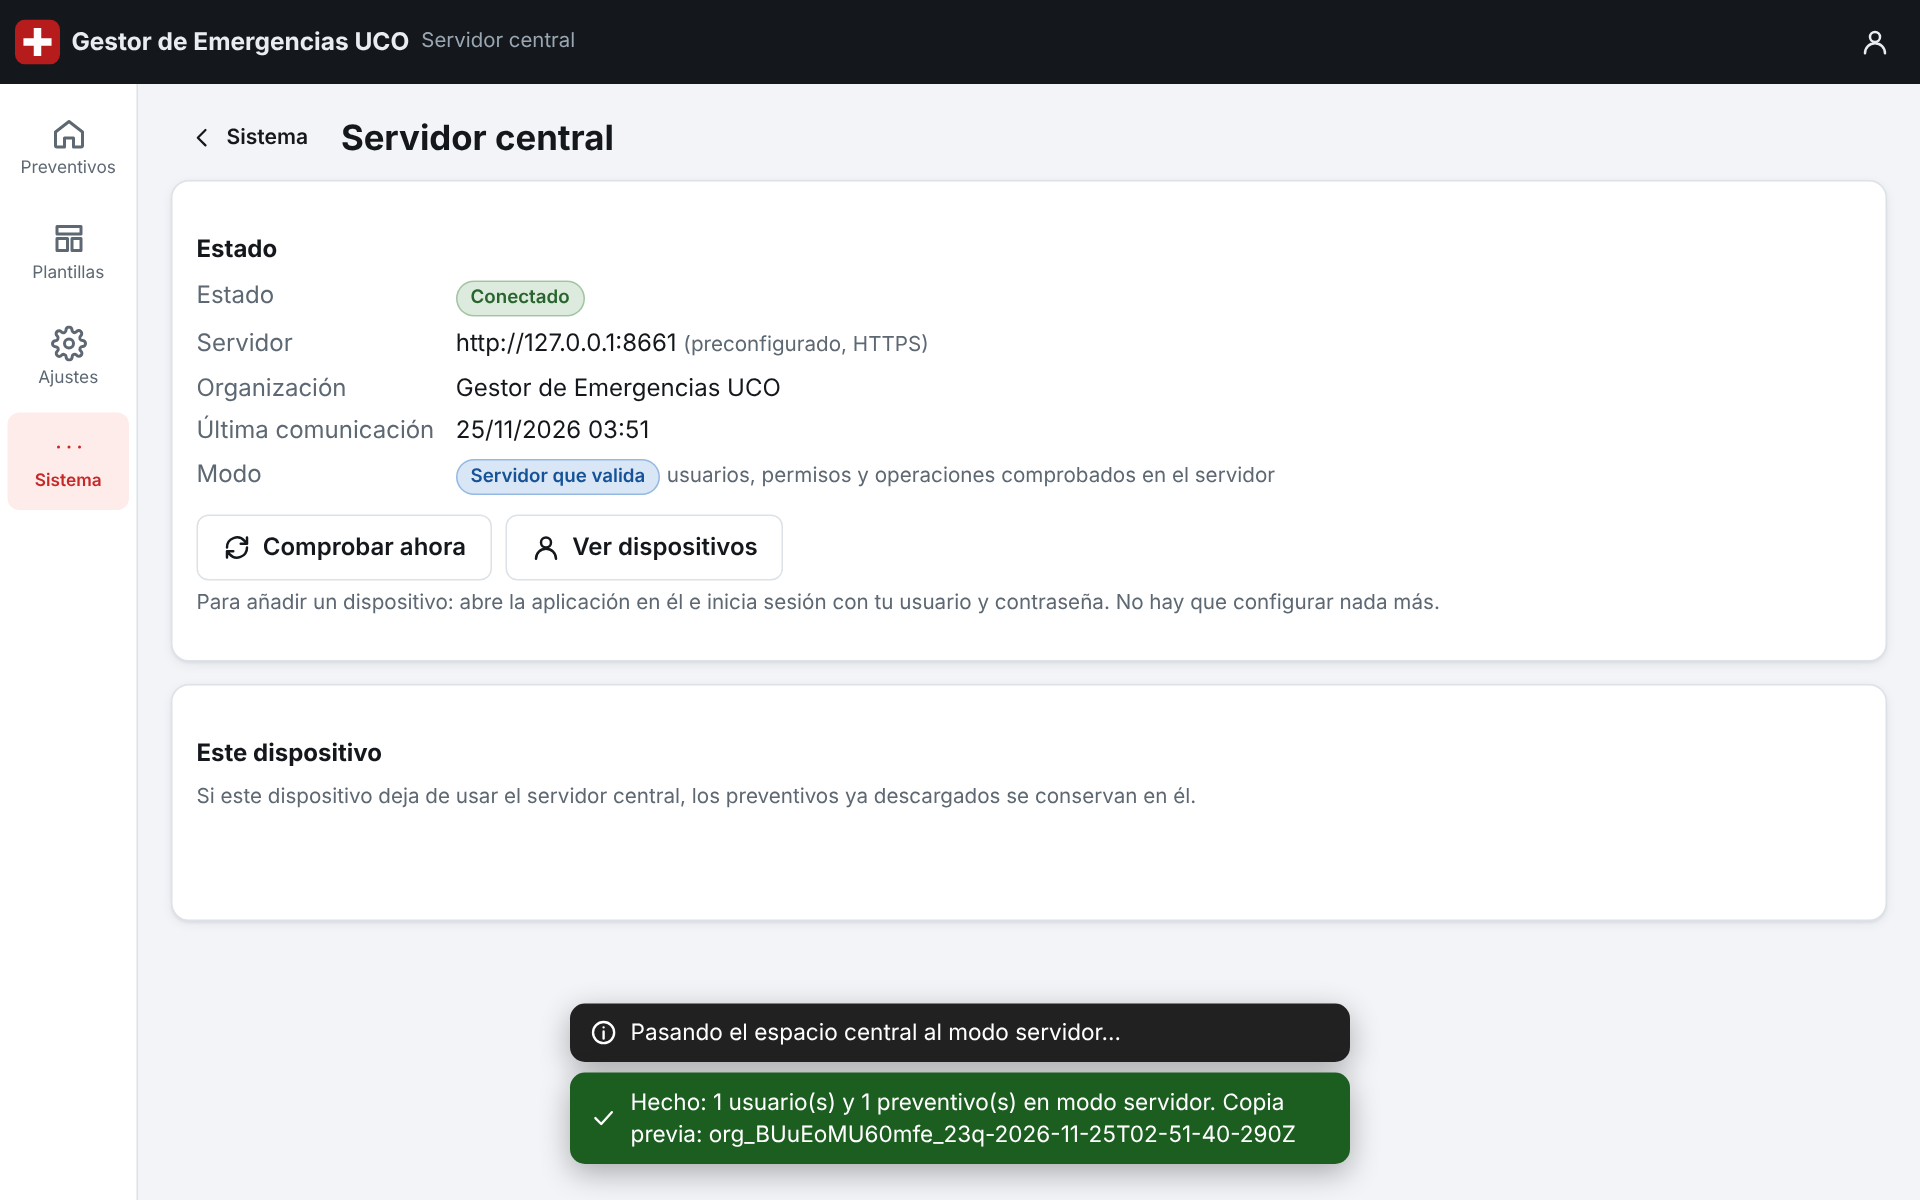 Gestor de Emergencias UCO Servidor central
Preventivos
Plantillas
Ajustes
Sistema
Sistema Servidor central
Estado
Estado Conectado
Servidor http://127.0.0.1:8661 (preconfigurado, HTTPS)
Organización Gestor de Emergencias UCO
Última comunicación 25/11/2026 03:51
Modo Servidor que valida usuarios, permisos y operaciones comprobados en el servidor
Comprobar ahora Ver dispositivos
Para añadir un dispositivo: abre la aplicación en él e inicia sesión con tu usuario y contraseña. No hay que configurar nada más.
Este dispositivo
Si este dispositivo deja de usar el servidor central, los preventivos ya descargados se conservan en él.
Pasando el espacio central al modo servidor...
Hecho: 1 usuario(s) y 1 preventivo(s) en modo servidor. Copia
previa: org_BUuEoMU60mfe_23q-2026-11-25T02-51-40-290Z